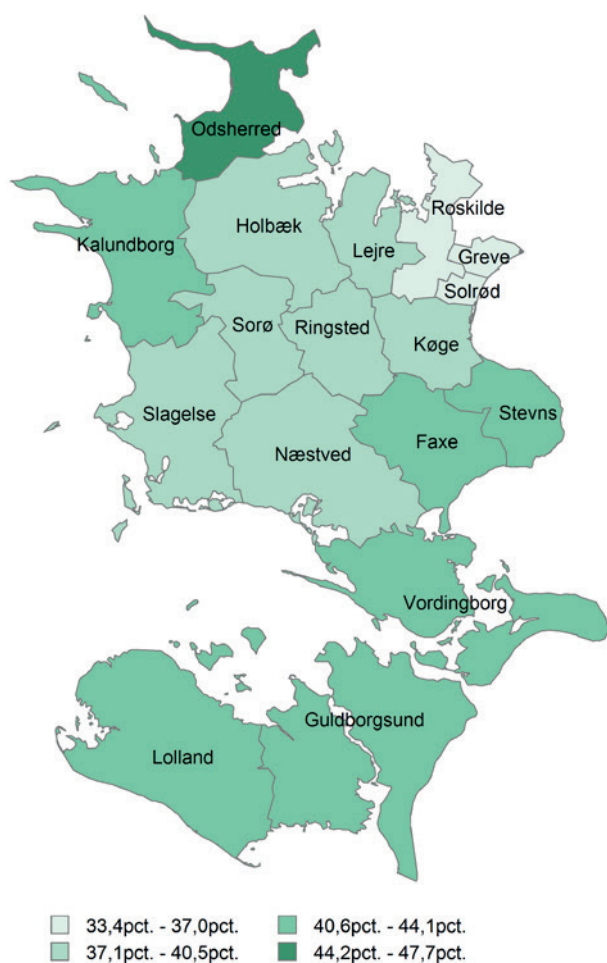 Odsherred
Roskilde
Holbæk
Kalundborg
Lejre
Greve
Solrød
Sorø
Ringsted
Køge
Slagelse
Stevns
Faxe
Næstved
Vordingborg
Guldborgsund
Lolland
33,4pct. - 37,0pct.
40,6pct. - 44,1pct.
37,1pct. - 40,5pct.
44,2pct. - 47,7pct.